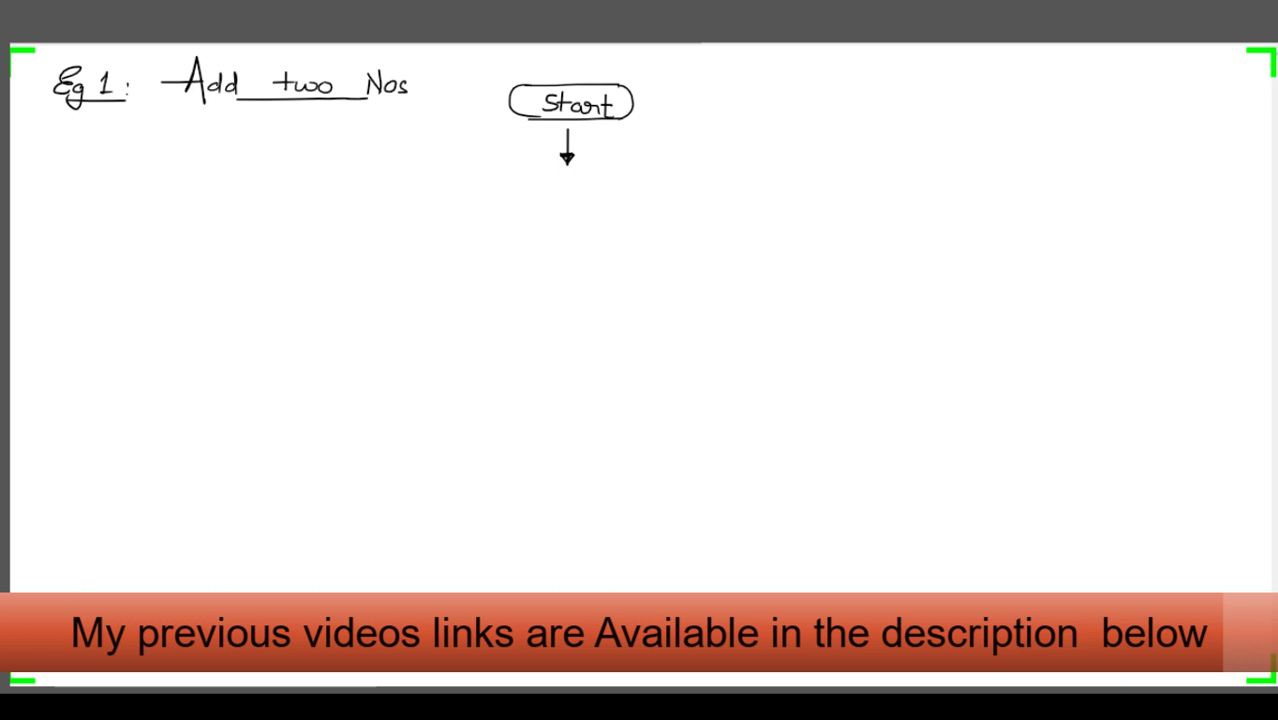 Eg 1: Add two Nos
Start
My previous videos links are Available in the description below